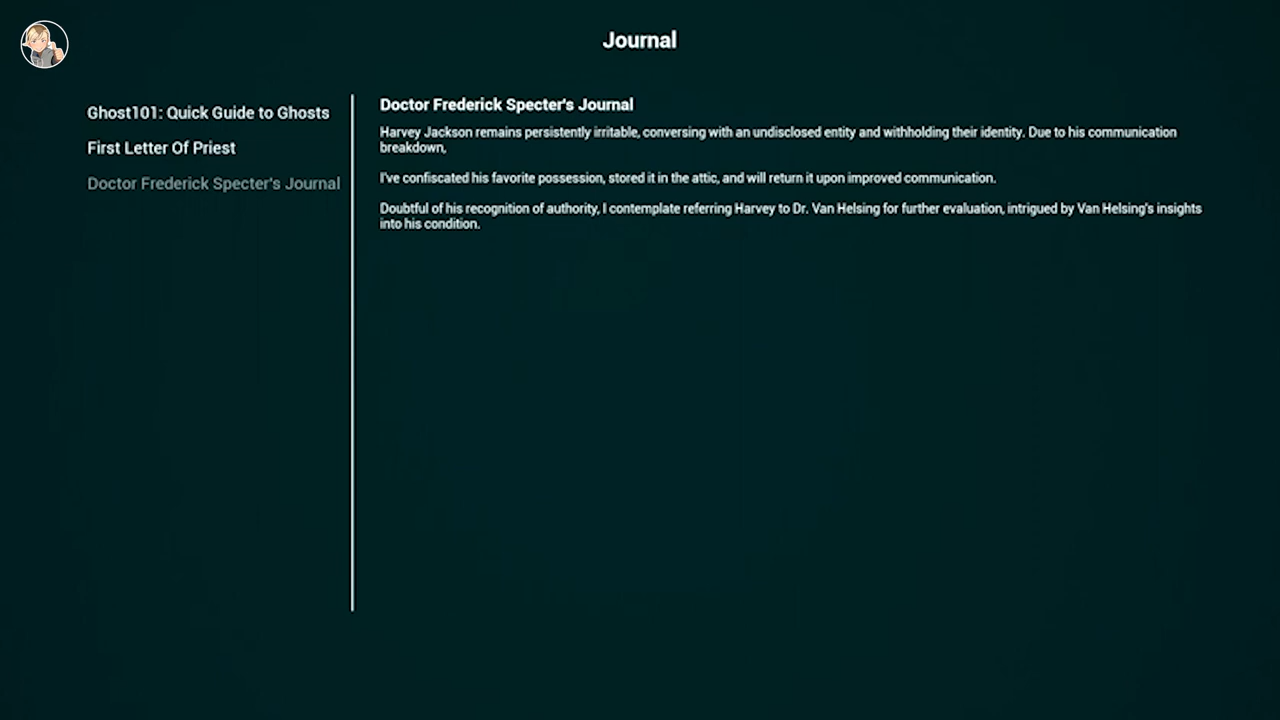 Journal
Ghost101: Quick Guide to Ghosts
First Letter Of Priest
Doctor Frederick Specter's Journal
Doctor Frederick Specter's Journal
Harvey Jackson remains persistently irritable, conversing with an undisclosed entity and withholding their identity. Due to his communication
breakdown,
I've confiscated his favorite possession, stored it in the attic, and will return it upon improved communication.
Doubtful of his recognition of authority, I contemplate referring Harvey to Dr. Van Helsing for further evaluation, intrigued by Van Helsing's insights
into his condition.